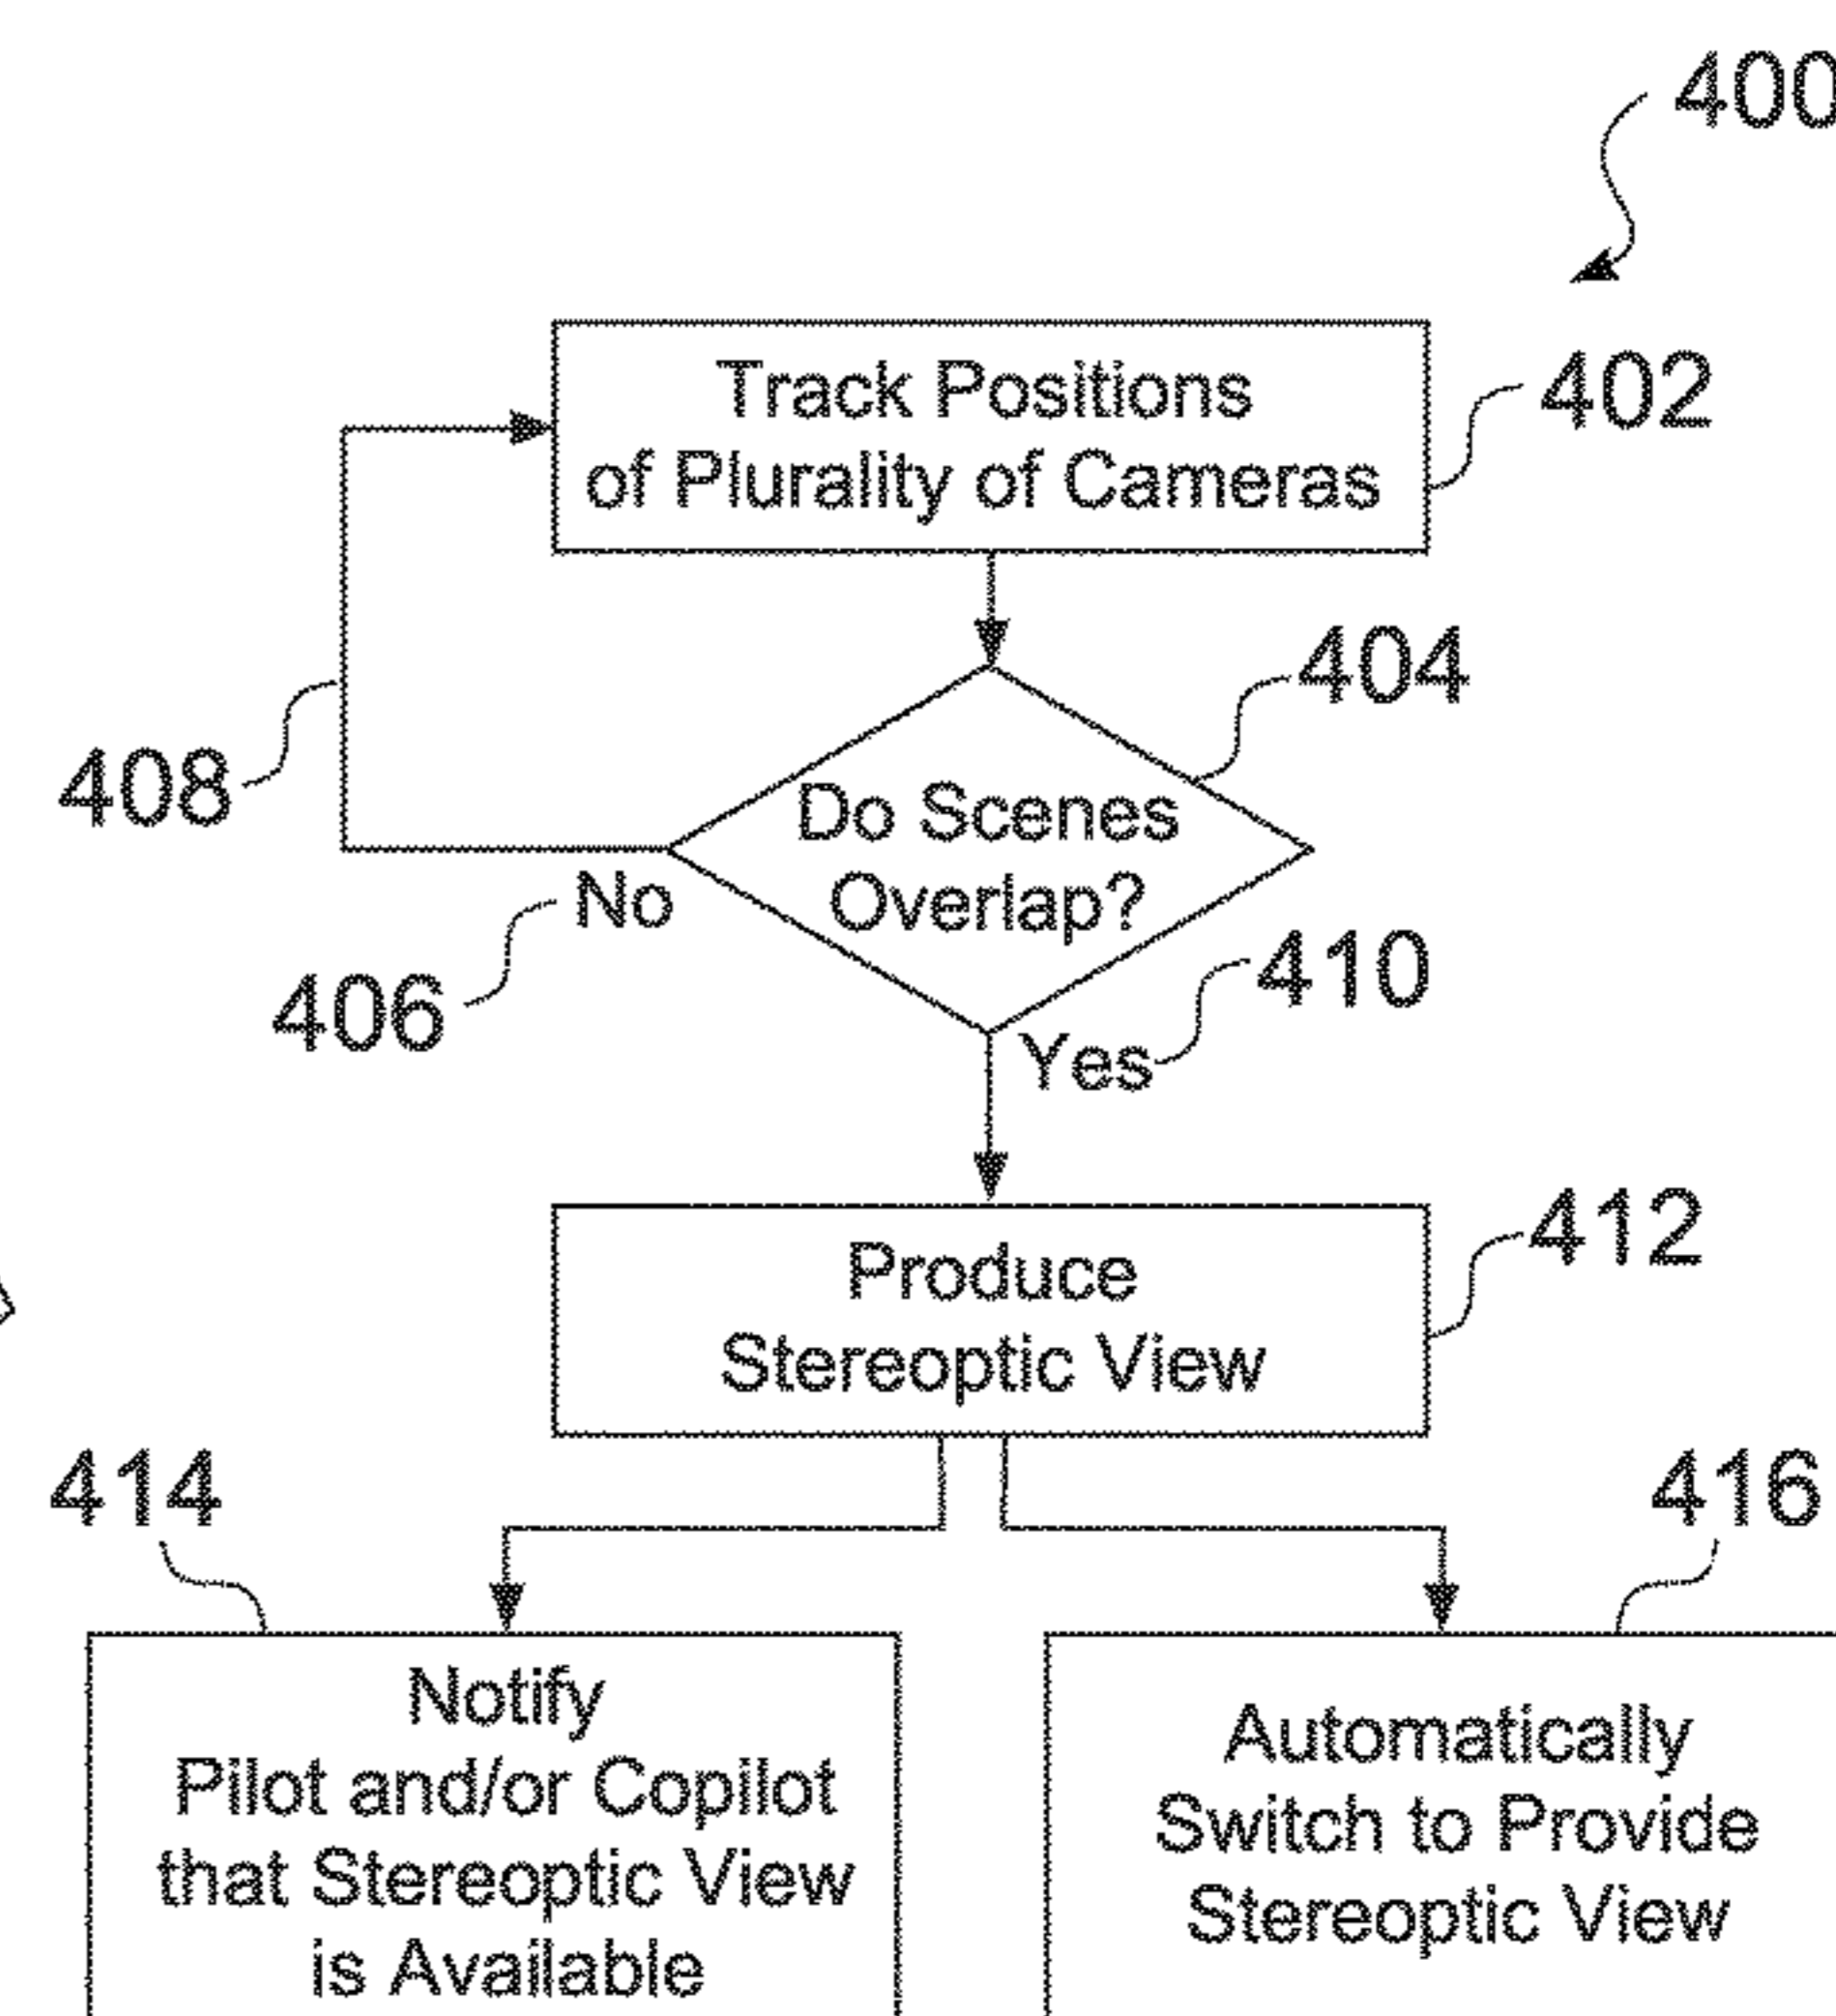 400
Track Positions
of Plurality of Cameras
402
404
408
Do Scenes
Overlap?
No
406
410
Yes
412
Produce
Stereoptic View
414
416
Notify
Pilot and/or Copilot
that Stereoptic View
is Available
Automatically
Switch to Provide
Stereoptic View